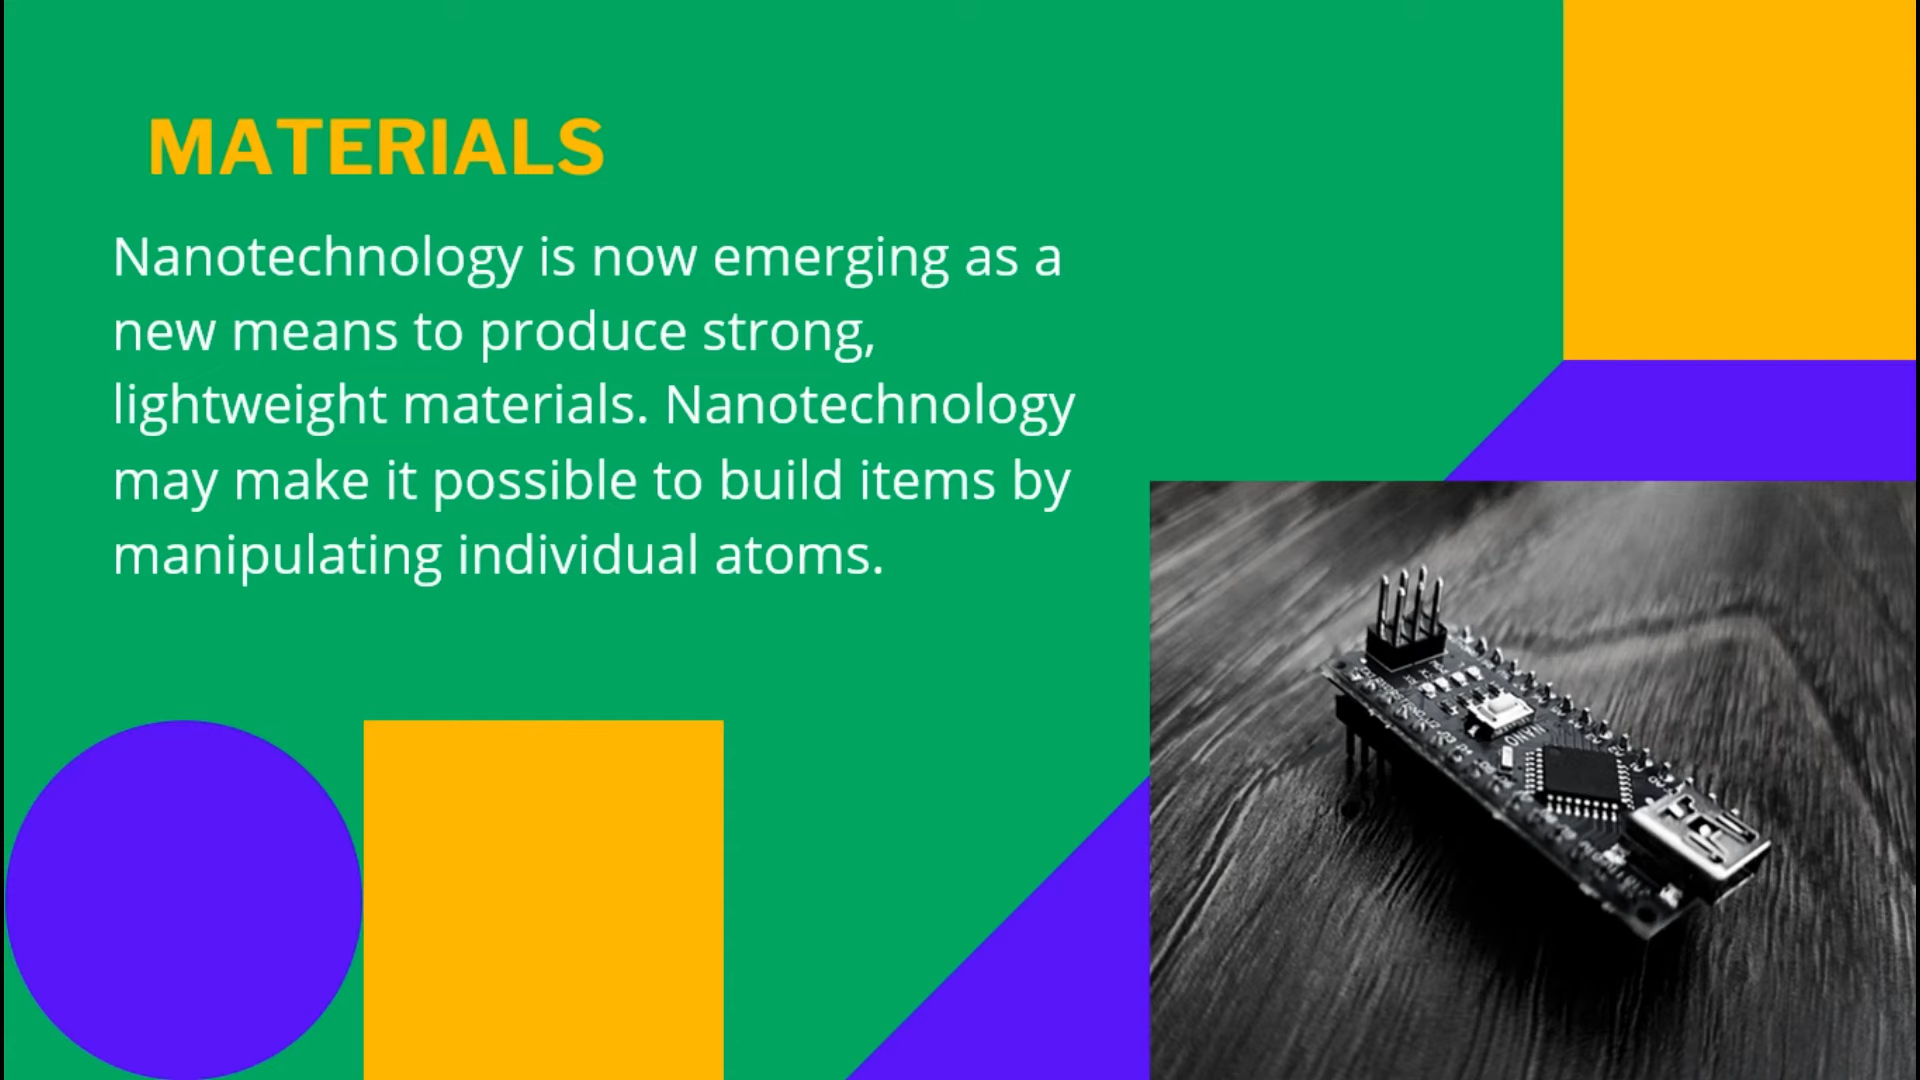 MATERIALS
Nanotechnology is now emerging as a
new means to produce strong,
lightweight materials. Nanotechnology
may make it possible to build items by
manipulating individual atoms.
NANO